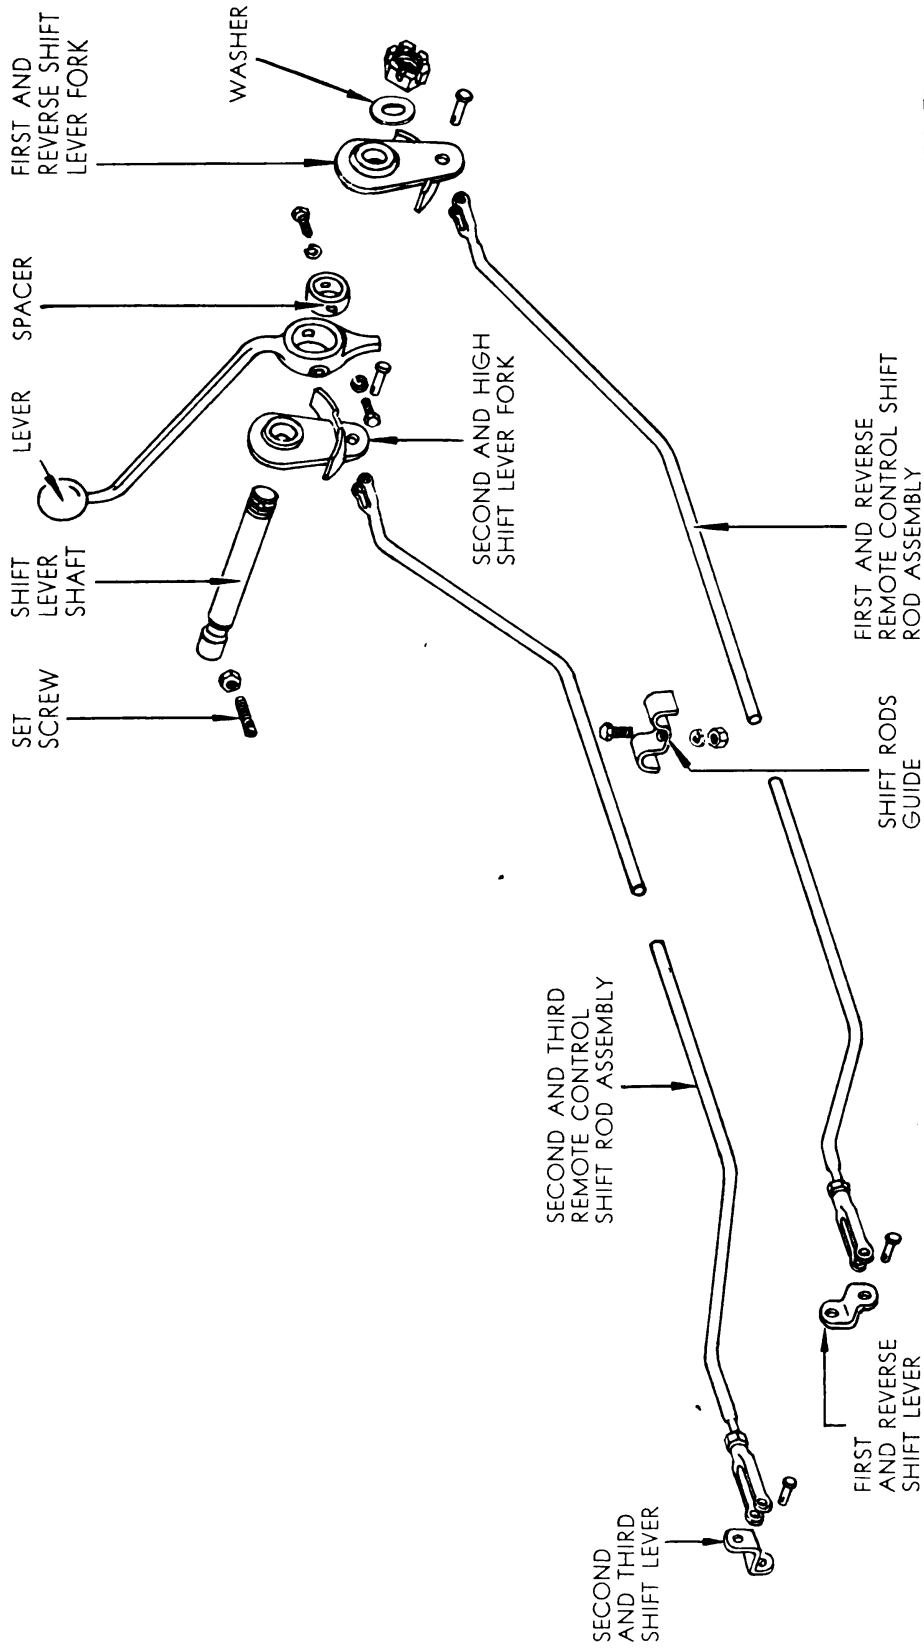 SET
SCREW
SHIFT
LEVER
SHAFT
LEVER
SPACER
FIRST AND
REVERSE SHIFT
LEVER FORK
WASHER
SECOND AND HIGH
SHIFT LEVER FORK
SECOND AND THIRD
REMOTE CONTROL
SHIFT ROD ASSEMBLY
FIRST AND REVERSE
REMOTE CONTROL SHIFT
ROD ASSEMBLY
SHIFT RODS
GUIDE
SECOND
AND THIRD
SHIFT LEVER
FIRST
AND REVERSE
SHIFT LEVER